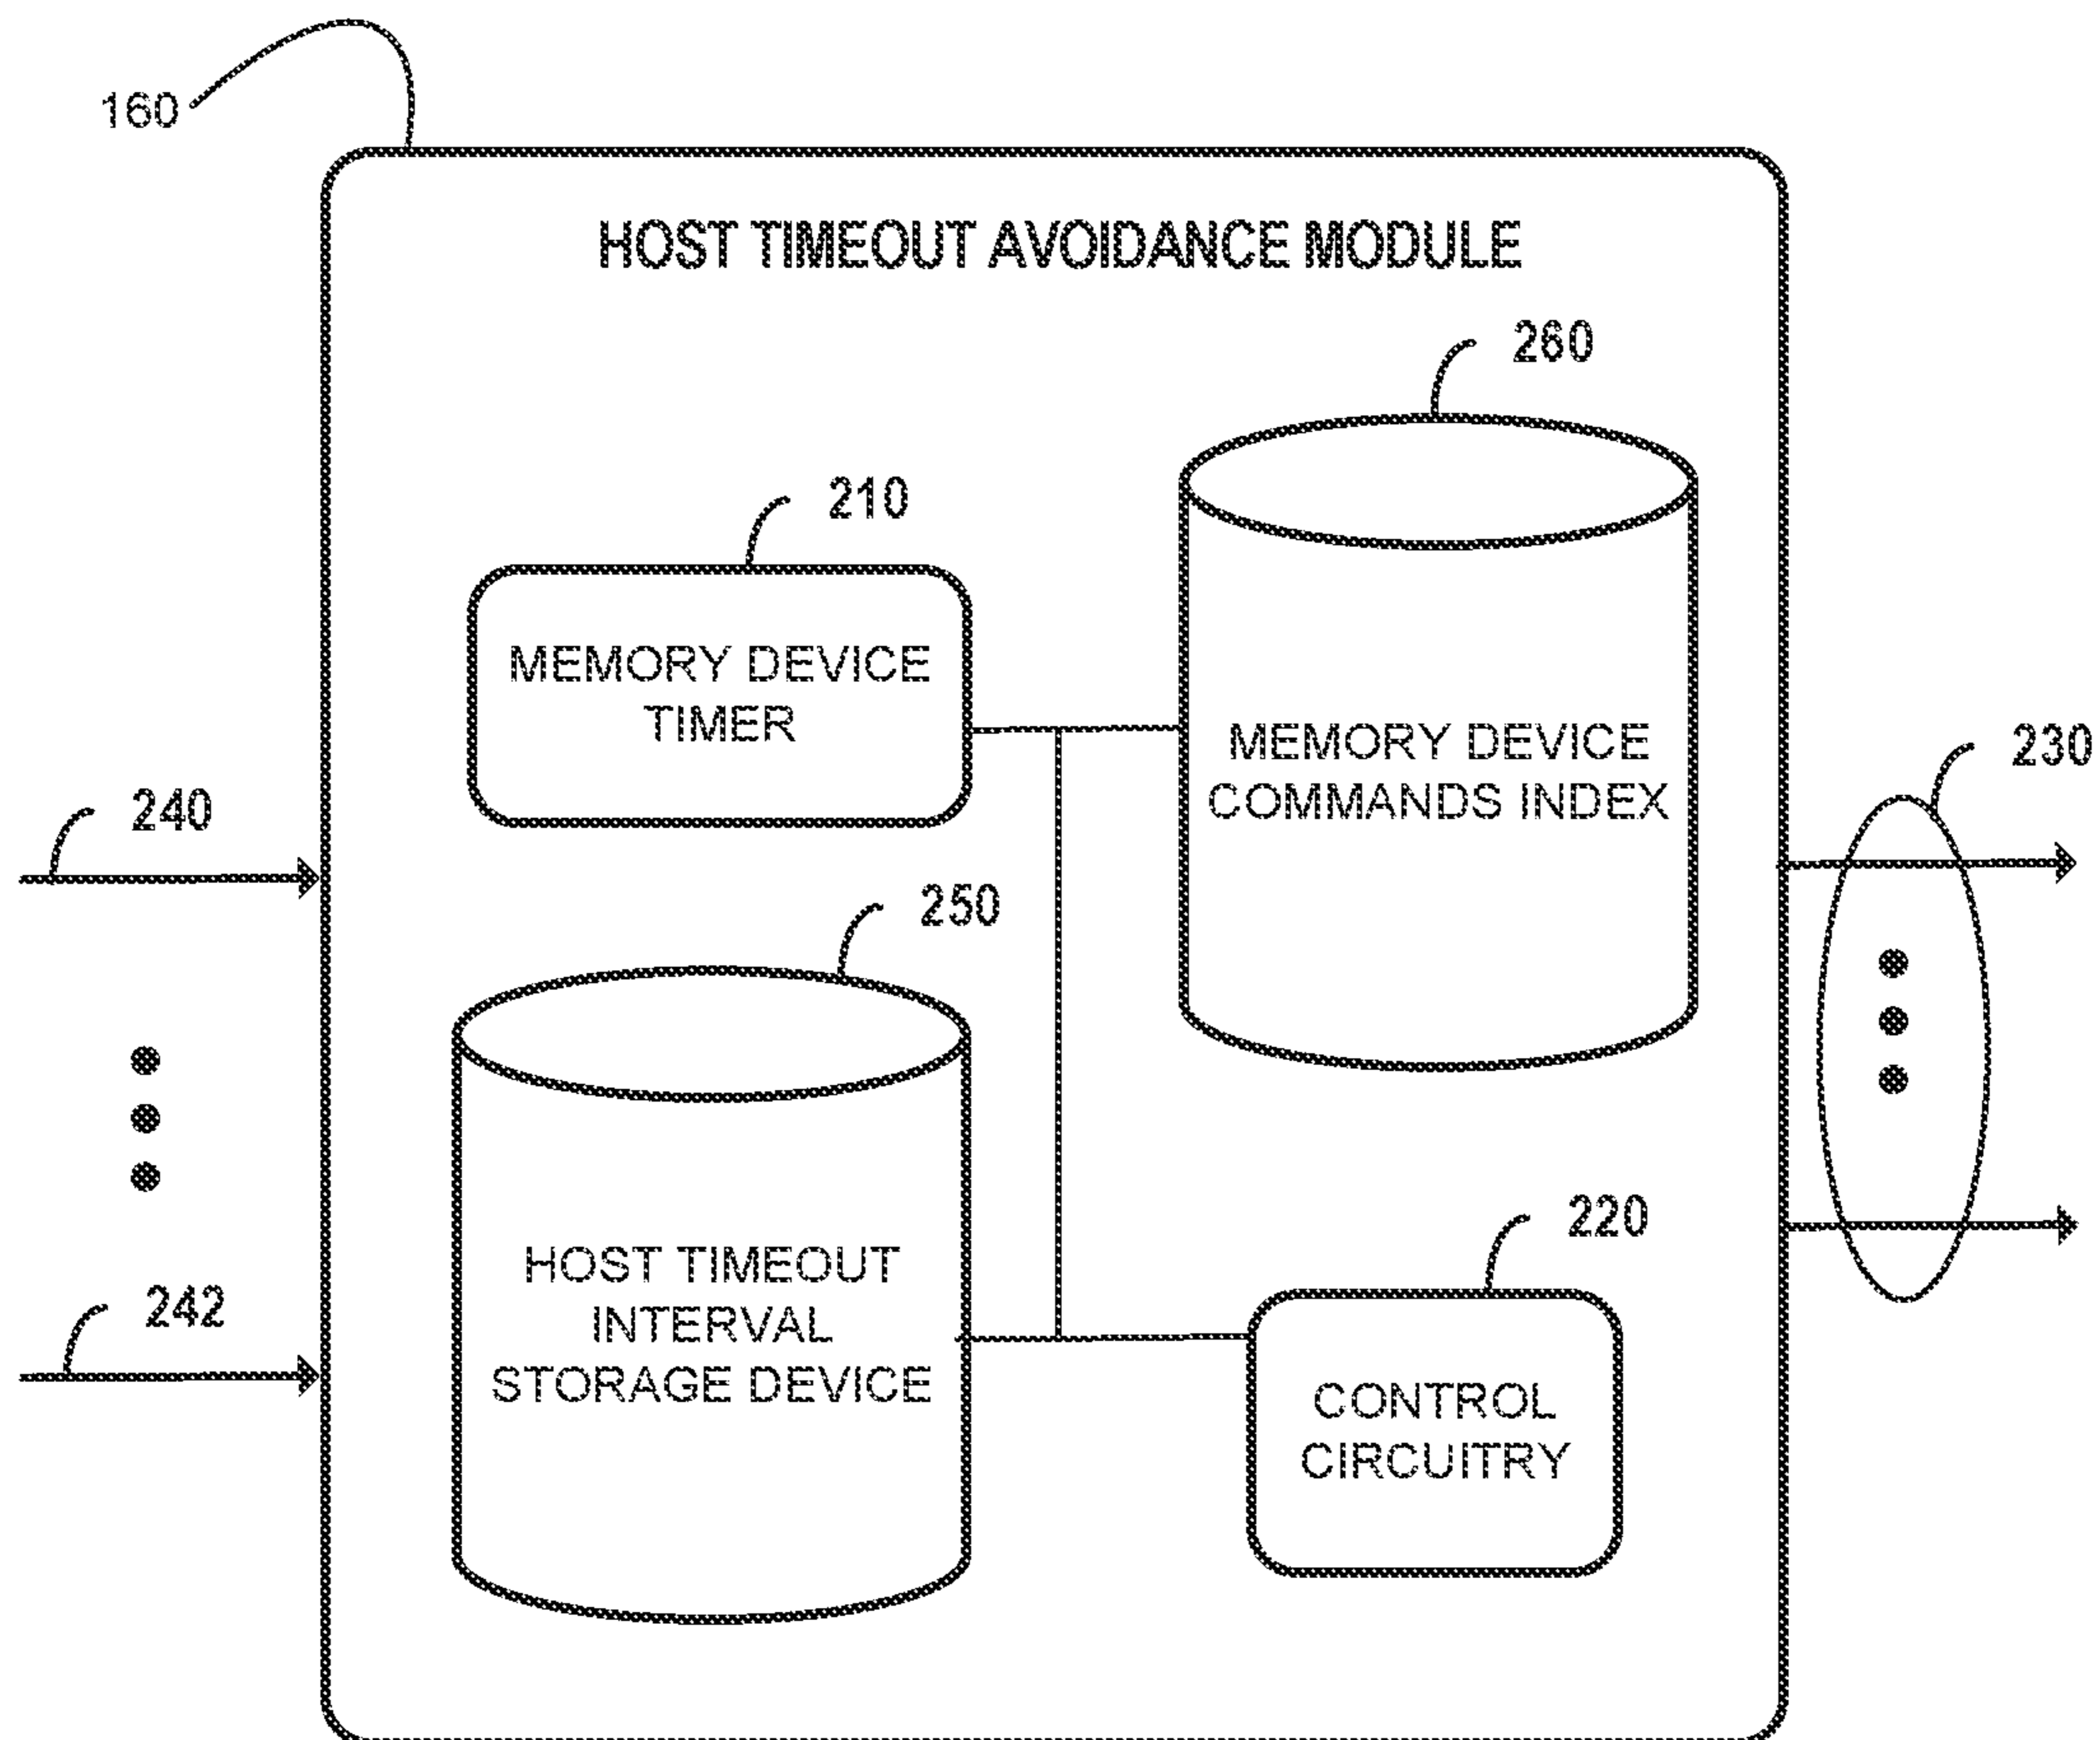 160
HOST TIMEOUT AVOIDANCE MODULE
260
210
MEMORY DEVICE
TIMER
MEMORY DEVICE
COMMANDS INDEX
230
240
250
220
HOST TIMEOUT
INTERVAL
STORAGE DEVICE
242
CONTROL
CIRCUITRY